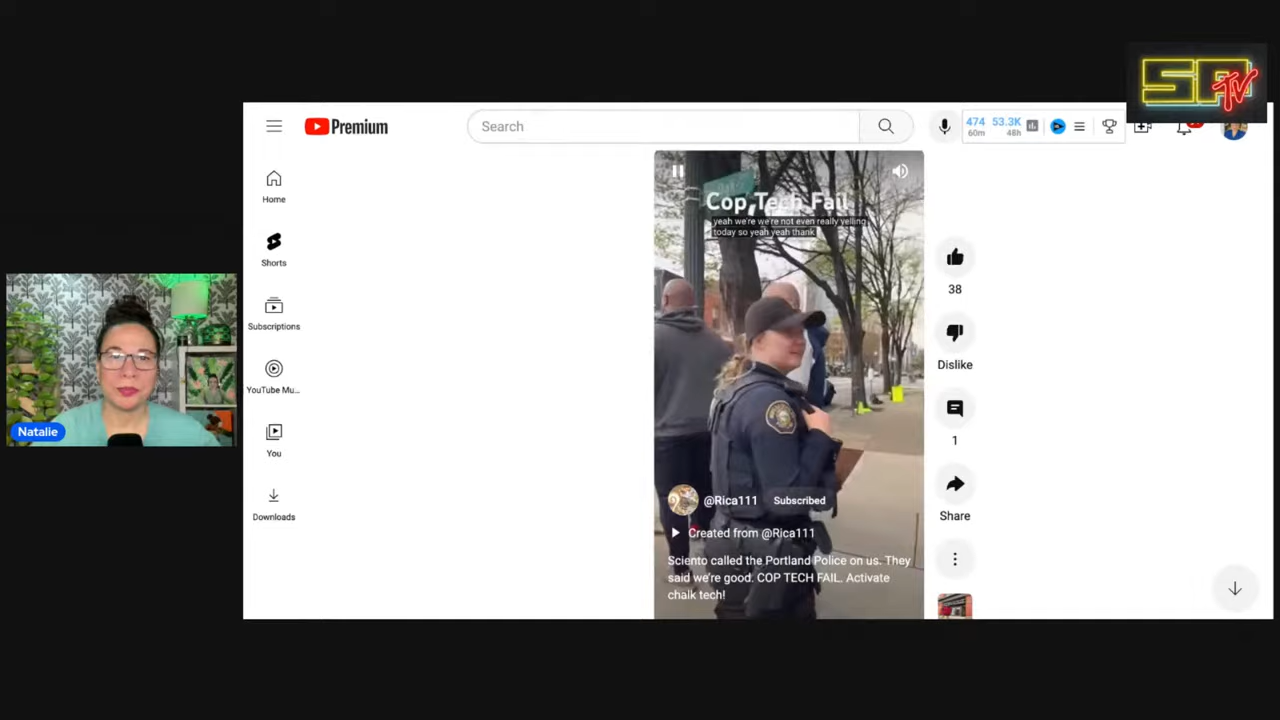 SPTV
Premium
Search
474 53.3K
60m 48h
Home
Shorts
Subscriptions
YouTube Mu...
You
Downloads
Natalie
Cop Tech Fail
yeah we're we're not even really yelling
today so yeah yeah thank
@Rica111 Subscribed
Created from @Rica111
Sciento called the Portland Police on us. They
said we're good. COP TECH FAIL. Activate
chalk tech!
38
Dislike
1
Share